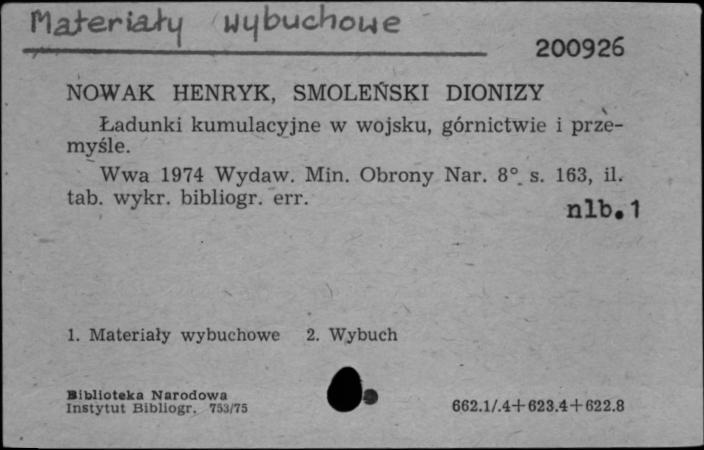 Materiały wybuchowe
200926
NOWAK HENRYK, SMOLEŃSKI DIONIZY
Ładunki kumulacyjne w wojsku, górnictwie i prze-
myśle.
Wwa 1974 Wydaw. Min. Obrony Nar. 8° s. 163, il.
tab. wykr. bibliogr. err.
nlb. 1
1. Materiały wybuchowe 2. Wybuch
Biblioteka Narodowa
Instytut Bibliogr. 753/75
662.1/.4+623.4+622.8